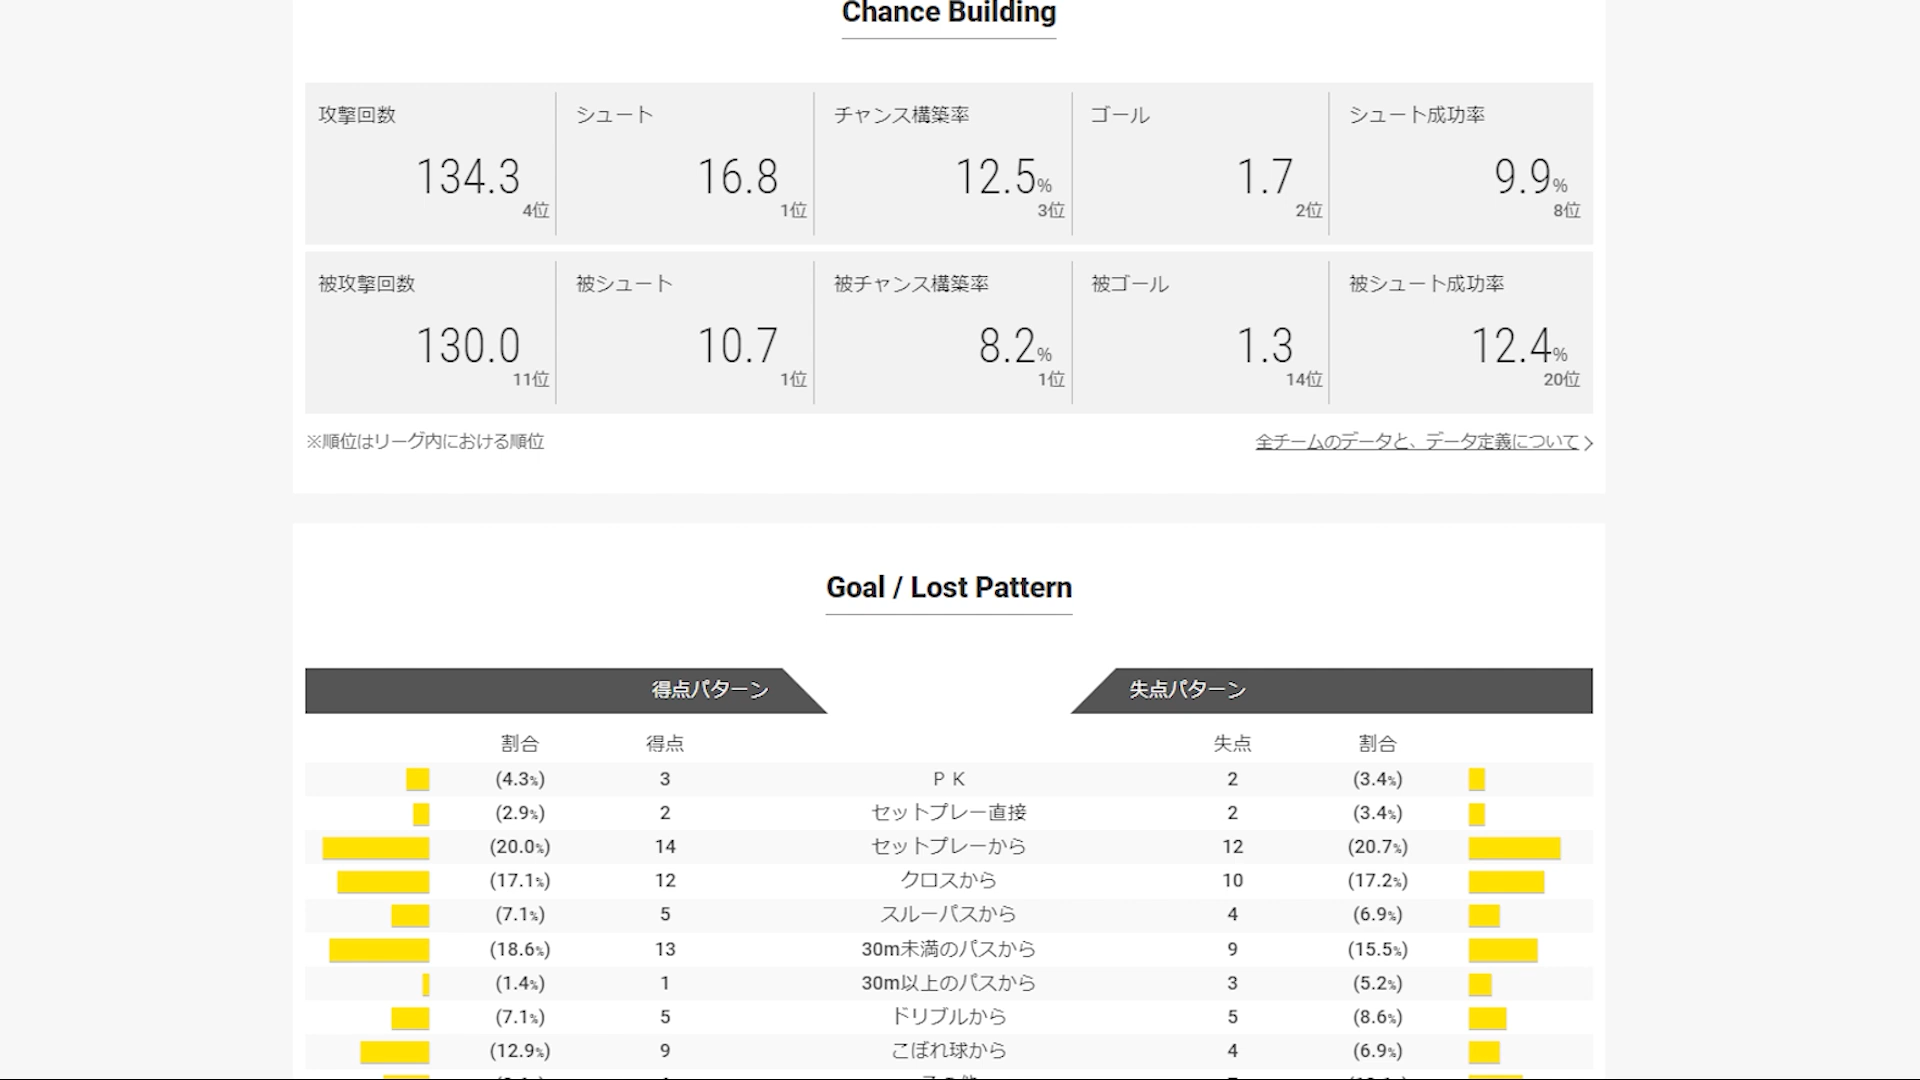 Chance Building
攻撃回数 シュート チャンス構築率 ゴール シュート成功率
134.3 16.8 12.5% 1.7 9.9%
4位 1位 3位 2位 8位
被攻撃回数 被シュート 被チャンス構築率 被ゴール 被シュート成功率
130.0 10.7 8.2% 1.3 12.4%
11位 1位 1位 14位 20位
※順位はリーグ内における順位 全チームのデータと、データ定義について
Goal / Lost Pattern
得点パターン 失点パターン
割合 得点 失点 割合
(4.3%) 3 ＰＫ 2 (3.4%)
(2.9%) 2 セットプレー直接 2 (3.4%)
(20.0%) 14 セットプレーから 12 (20.7%)
(17.1%) 12 クロスから 10 (17.2%)
(7.1%) 5 スルーパスから 4 (6.9%)
(18.6%) 13 30m未満のパスから 9 (15.5%)
(1.4%) 1 30m以上のパスから 3 (5.2%)
(7.1%) 5 ドリブルから 5 (8.6%)
(12.9%) 9 こぼれ球から 4 (6.9%)